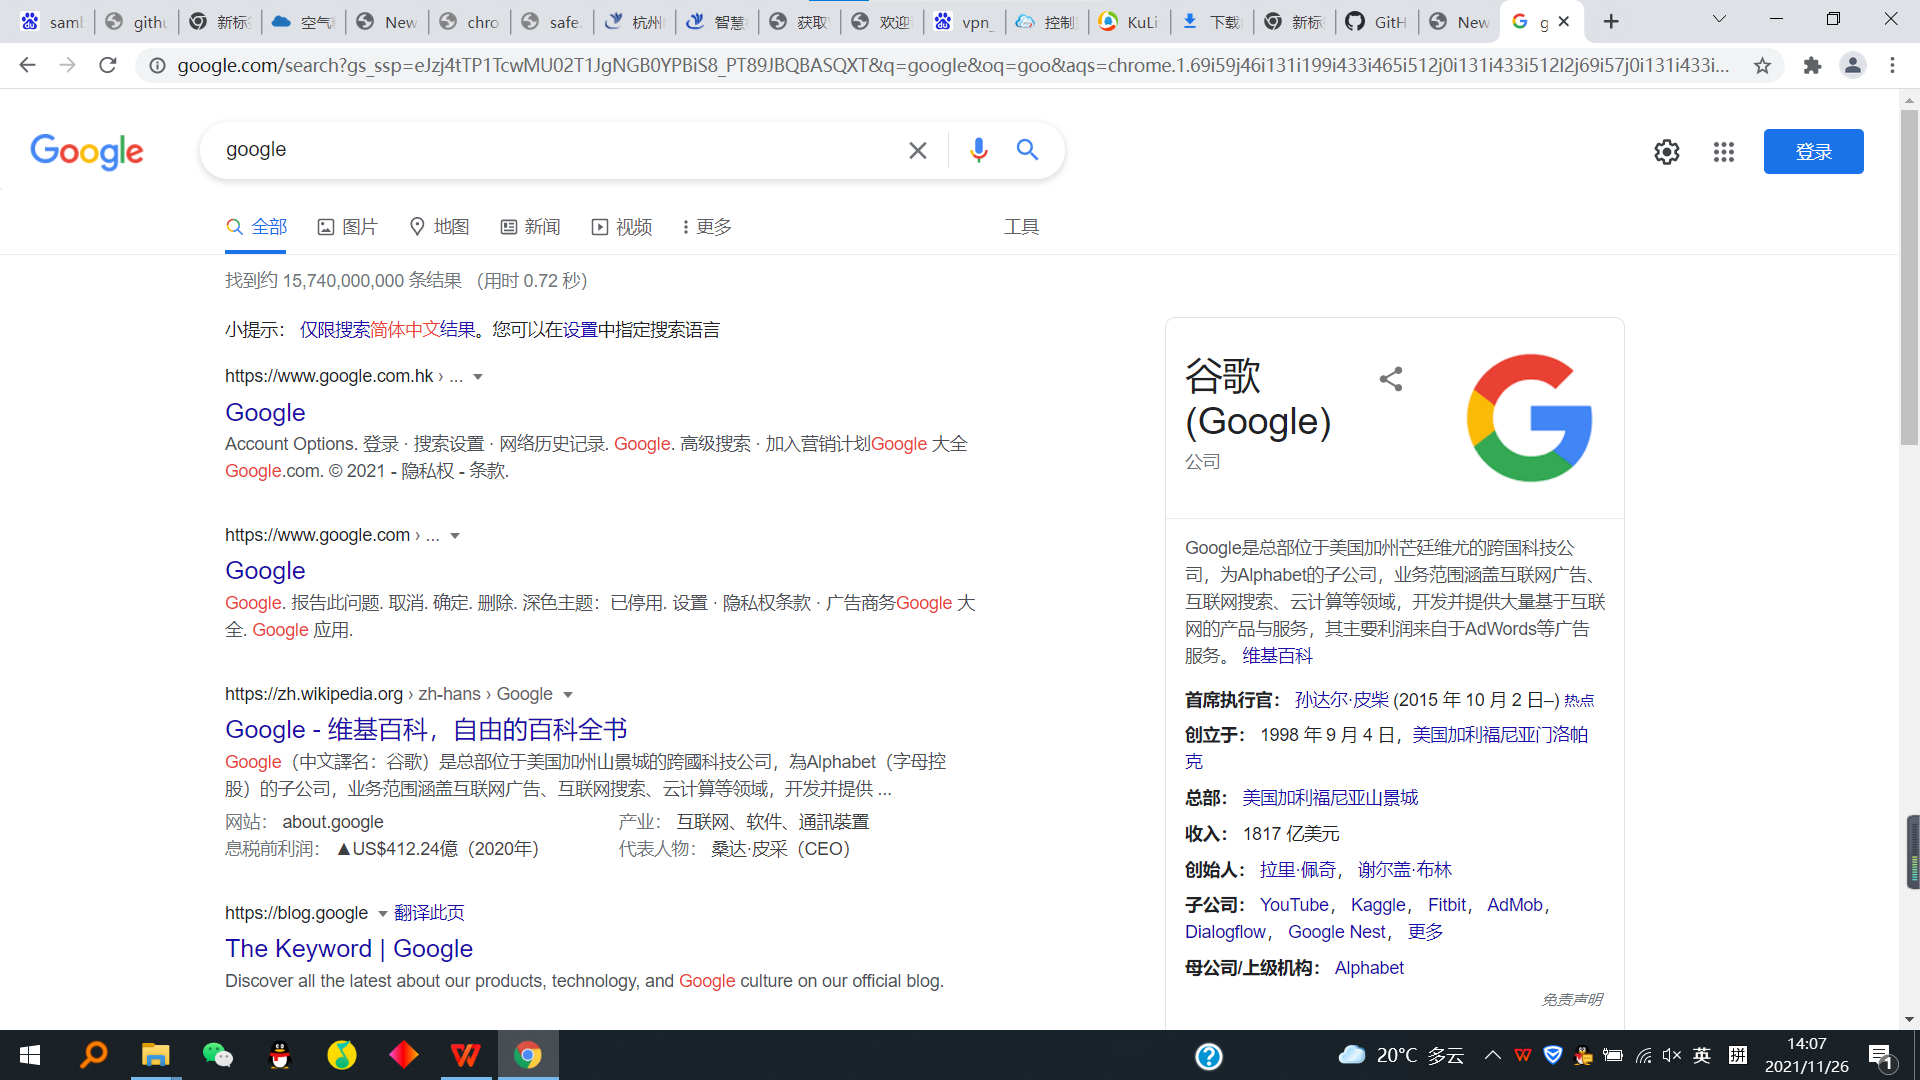 saml
githu
新标签
空气
New
chro
safe.
杭州
智慧
获取
欢迎
vpn_
控制
KuLi
下载
新标签
GitH
New
g
google.com/search?gs_ssp=eJzj4tTP1TcwMU02T1JgNGB0YPBiS8_PT89JBQBASQXT&q=google&oq=goo&aqs=chrome.1.69i59j46i131i199i433i465i512j0i131i433i512l2j69i57j0i131i433i...
Google
google
登录
全部 图片 地图 新闻 视频 更多 工具
找到约 15,740,000,000 条结果 （用时 0.72 秒）
小提示： 仅限搜索简体中文结果。您可以在设置中指定搜索语言
https://www.google.com.hk › ...
Google
Account Options. 登录 · 搜索设置 · 网络历史记录. Google. 高级搜索 · 加入营销计划Google 大全
Google.com. © 2021 - 隐私权 - 条款.
https://www.google.com › ...
Google
Google. 报告此问题. 取消. 确定. 删除. 深色主题：已停用. 设置 · 隐私权条款 · 广告商务Google 大
全. Google 应用.
https://zh.wikipedia.org › zh-hans › Google
Google - 维基百科，自由的百科全书
Google（中文譯名：谷歌）是总部位于美国加州山景城的跨國科技公司，為Alphabet（字母控
股）的子公司，业务范围涵盖互联网广告、互联网搜索、云计算等领域，开发并提供 ...
网站： about.google
产业： 互联网、软件、通訊裝置
息税前利润： ▲US$412.24億（2020年）
代表人物： 桑达·皮采（CEO）
https://blog.google 翻译此页
The Keyword | Google
Discover all the latest about our products, technology, and Google culture on our official blog.
谷歌
(Google)
公司
Google是总部位于美国加州芒廷维尤的跨国科技公
司，为Alphabet的子公司，业务范围涵盖互联网广告、
互联网搜索、云计算等领域，开发并提供大量基于互联
网的产品与服务，其主要利润来自于AdWords等广告
服务。 维基百科
首席执行官： 孙达尔·皮柴 (2015 年 10 月 2 日–) 热点
创立于： 1998 年 9 月 4 日，美国加利福尼亚门洛帕
克
总部： 美国加利福尼亚山景城
收入： 1817 亿美元
创始人： 拉里·佩奇， 谢尔盖·布林
子公司： YouTube， Kaggle， Fitbit， AdMob，
Dialogflow， Google Nest， 更多
母公司/上级机构： Alphabet
免责声明
20°C 多云
英
拼
14:07
2021/11/26
1